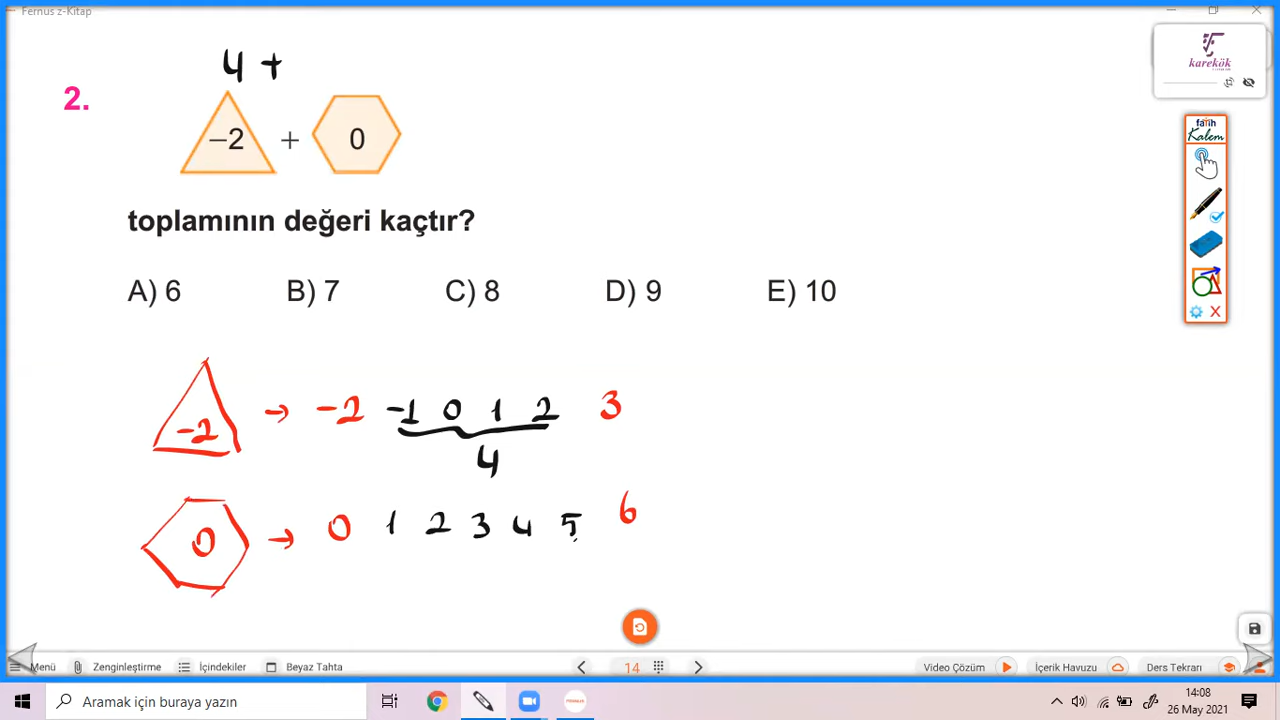 Fernus z-Kitap
karekök
4 +
2.
−2 + 0
fatih
Kalem
toplamının değeri kaçtır?
A) 6 B) 7 C) 8 D) 9 E) 10
-2 → -2 -1 0 1 2 3
4
0 → 0 1 2 3 4 5 6
Menü Zenginleştirme İçindekiler Beyaz Tahta 14 Video Çözüm İçerik Havuzu Ders Tekrarı
Aramak için buraya yazın
14:08
26 May 2021